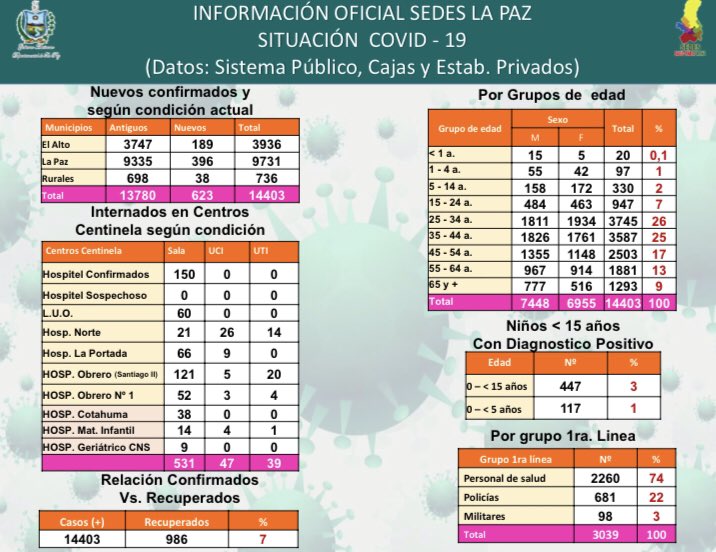 INFORMACIÓN OFICIAL SEDES LA PAZ
SITUACIÓN COVID - 19
(Datos: Sistema Público, Cajas y Estab. Privados)
SEDES
Nuevos confirmados y
según condición actual
Municipios Antiguos Nuevos Total
El Alto 3747 189 3936
La Paz 9335 396 9731
Rurales 698 38 736
Total 13780 623 14403
Internados en Centros
Centinela según condición
Centros Centinela Sala UCI UTI
Hospitel Confirmados 150 0 0
Hospitel Sospechoso 0 0 0
L.U.O. 60 0 0
Hosp. Norte 21 26 14
Hosp. La Portada 66 9 0
HOSP. Obrero (Santiago II) 121 5 20
HOSP. Obrero Nº 1 52 3 4
HOSP. Cotahuma 38 0 0
HOSP. Mat. Infantil 14 4 1
HOSP. Geriátrico CNS 9 0 0
531 47 39
Relación Confirmados
Vs. Recuperados
Casos (+) Recuperados %
14403 986 7
Por Grupos de edad
Grupo de edad Sexo Total %
M F
< 1 a. 15 5 20 0,1
1 - 4 a. 55 42 97 1
5 - 14 a. 158 172 330 2
15 - 24 a. 484 463 947 7
25 - 34 a. 1811 1934 3745 26
35 - 44 a. 1826 1761 3587 25
45 - 54 a. 1355 1148 2503 17
55 - 64 a. 967 914 1881 13
65 y + 777 516 1293 9
Total 7448 6955 14403 100
Niños < 15 años
Con Diagnostico Positivo
Edad Nº %
0 – < 15 años 447 3
0 – < 5 años 117 1
Por grupo 1ra. Linea
Grupo 1ra línea Nº %
Personal de salud 2260 74
Policías 681 22
Militares 98 3
Total 3039 100